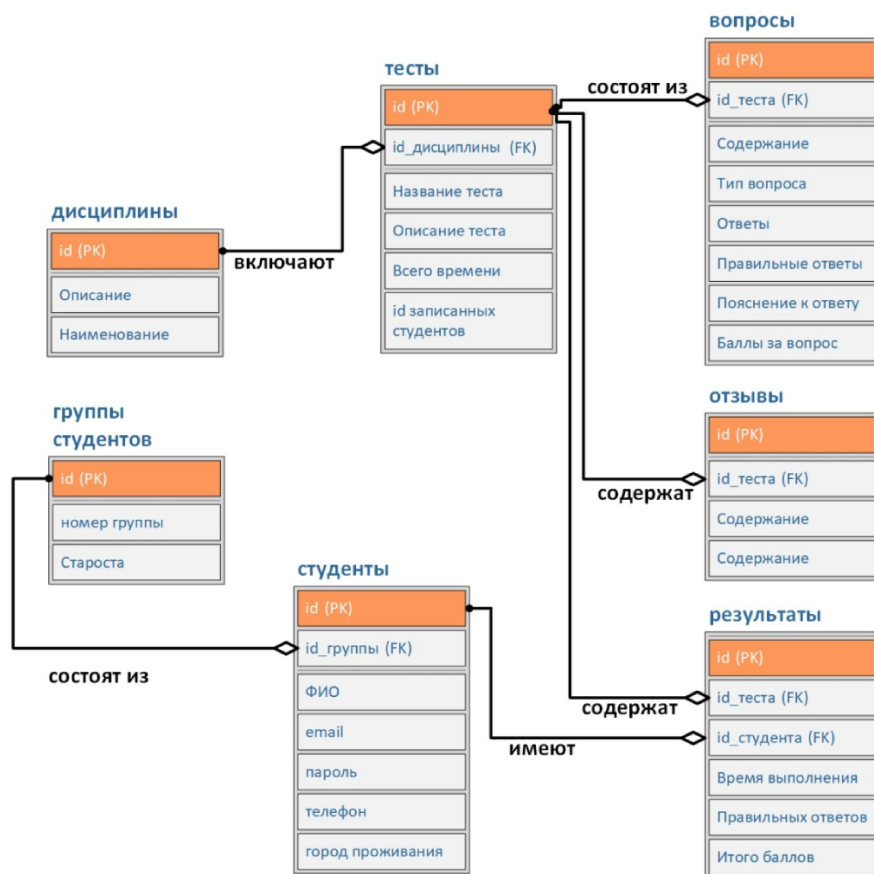 вопросы
id (PK)
id_теста (FK)
Содержание
Тип вопроса
Ответы
Правильные ответы
Пояснение к ответу
Баллы за вопрос
тесты
id (PK)
id_дисциплины (FK)
Название теста
Описание теста
Всего времени
id записанных
студентов
состоят из
дисциплины
id (PK)
Описание
Наименование
включают
отзывы
id (PK)
id_теста (FK)
Содержание
Содержание
содержат
группы
студентов
id (PK)
номер группы
Староста
состоят из
студенты
id (PK)
id_группы (FK)
ФИО
email
пароль
телефон
город проживания
результаты
id (PK)
id_теста (FK)
id_студента (FK)
Время выполнения
Правильных ответов
Итого баллов
содержат
имеют